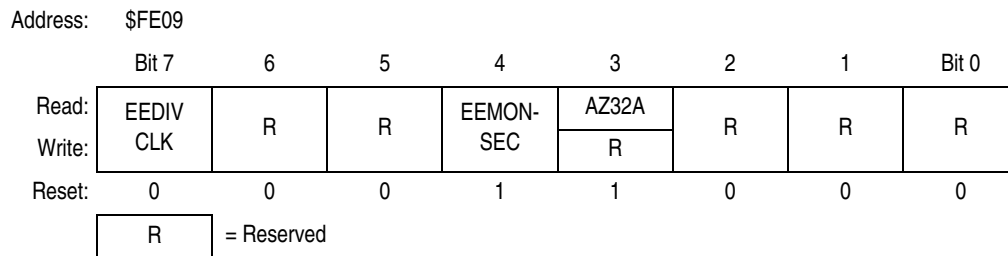 Address: $FE09
Bit 7 6 5 4 3 2 1 Bit 0
Read: EEDIV R R EEMON- AZ32A R R R
Write: CLK SEC R
Reset: 0 0 0 1 1 0 0 0
R = Reserved